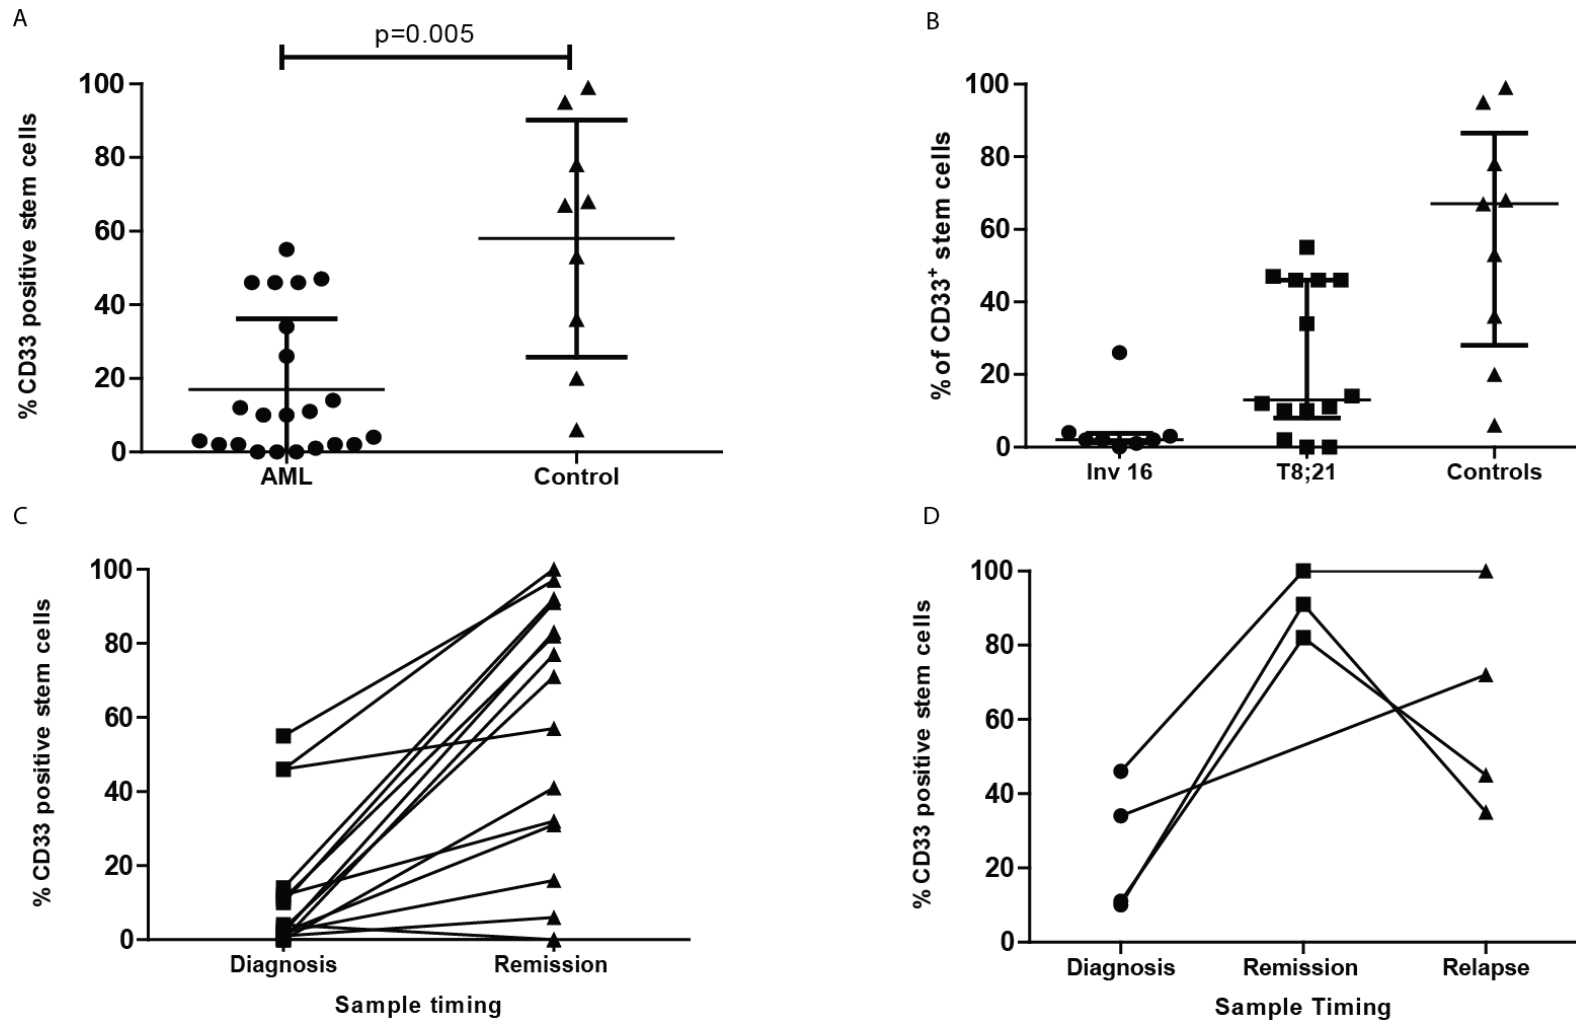 A
p=0.005
% CD33 positive stem cells
100
80
60
40
20
0
AML
Control
B
% of CD33+ stem cells
100
80
60
40
20
0
Inv 16
T8;21
Controls
C
% CD33 positive stem cells
100
80
60
40
20
0
Diagnosis
Remission
Sample timing
D
% CD33 positive stem cells
100
80
60
40
20
0
Diagnosis
Remission
Relapse
Sample Timing